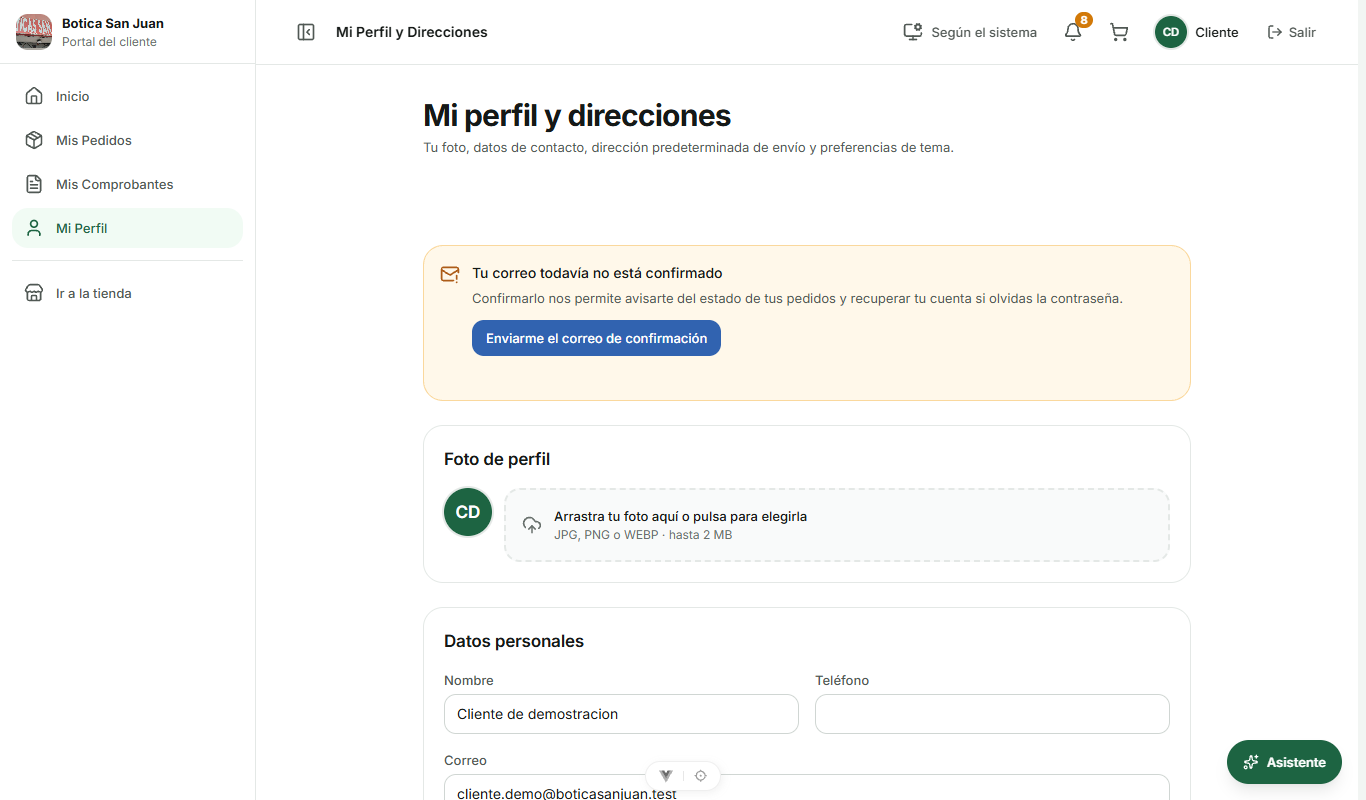 Botica San Juan
Portal del cliente
Inicio
Mis Pedidos
Mis Comprobantes
Mi Perfil
Ir a la tienda
Mi Perfil y Direcciones
Según el sistema
8
CD
Cliente
Salir
Mi perfil y direcciones
Tu foto, datos de contacto, dirección predeterminada de envío y preferencias de tema.
Tu correo todavía no está confirmado
Confirmarlo nos permite avisarte del estado de tus pedidos y recuperar tu cuenta si olvidas la contraseña.
Enviarme el correo de confirmación
Foto de perfil
CD
Arrastra tu foto aquí o pulsa para elegirla
JPG, PNG o WEBP · hasta 2 MB
Datos personales
Nombre
Teléfono
Cliente de demostracion
Correo
cliente.demo@boticasanjuan.test
Asistente